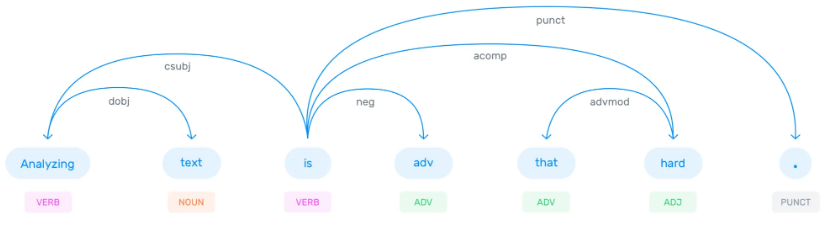 punct
csubj acomp
dobj neg advmod
Analyzing text is adv that hard .
VERB NOUN VERB ADV ADV ADJ PUNCT